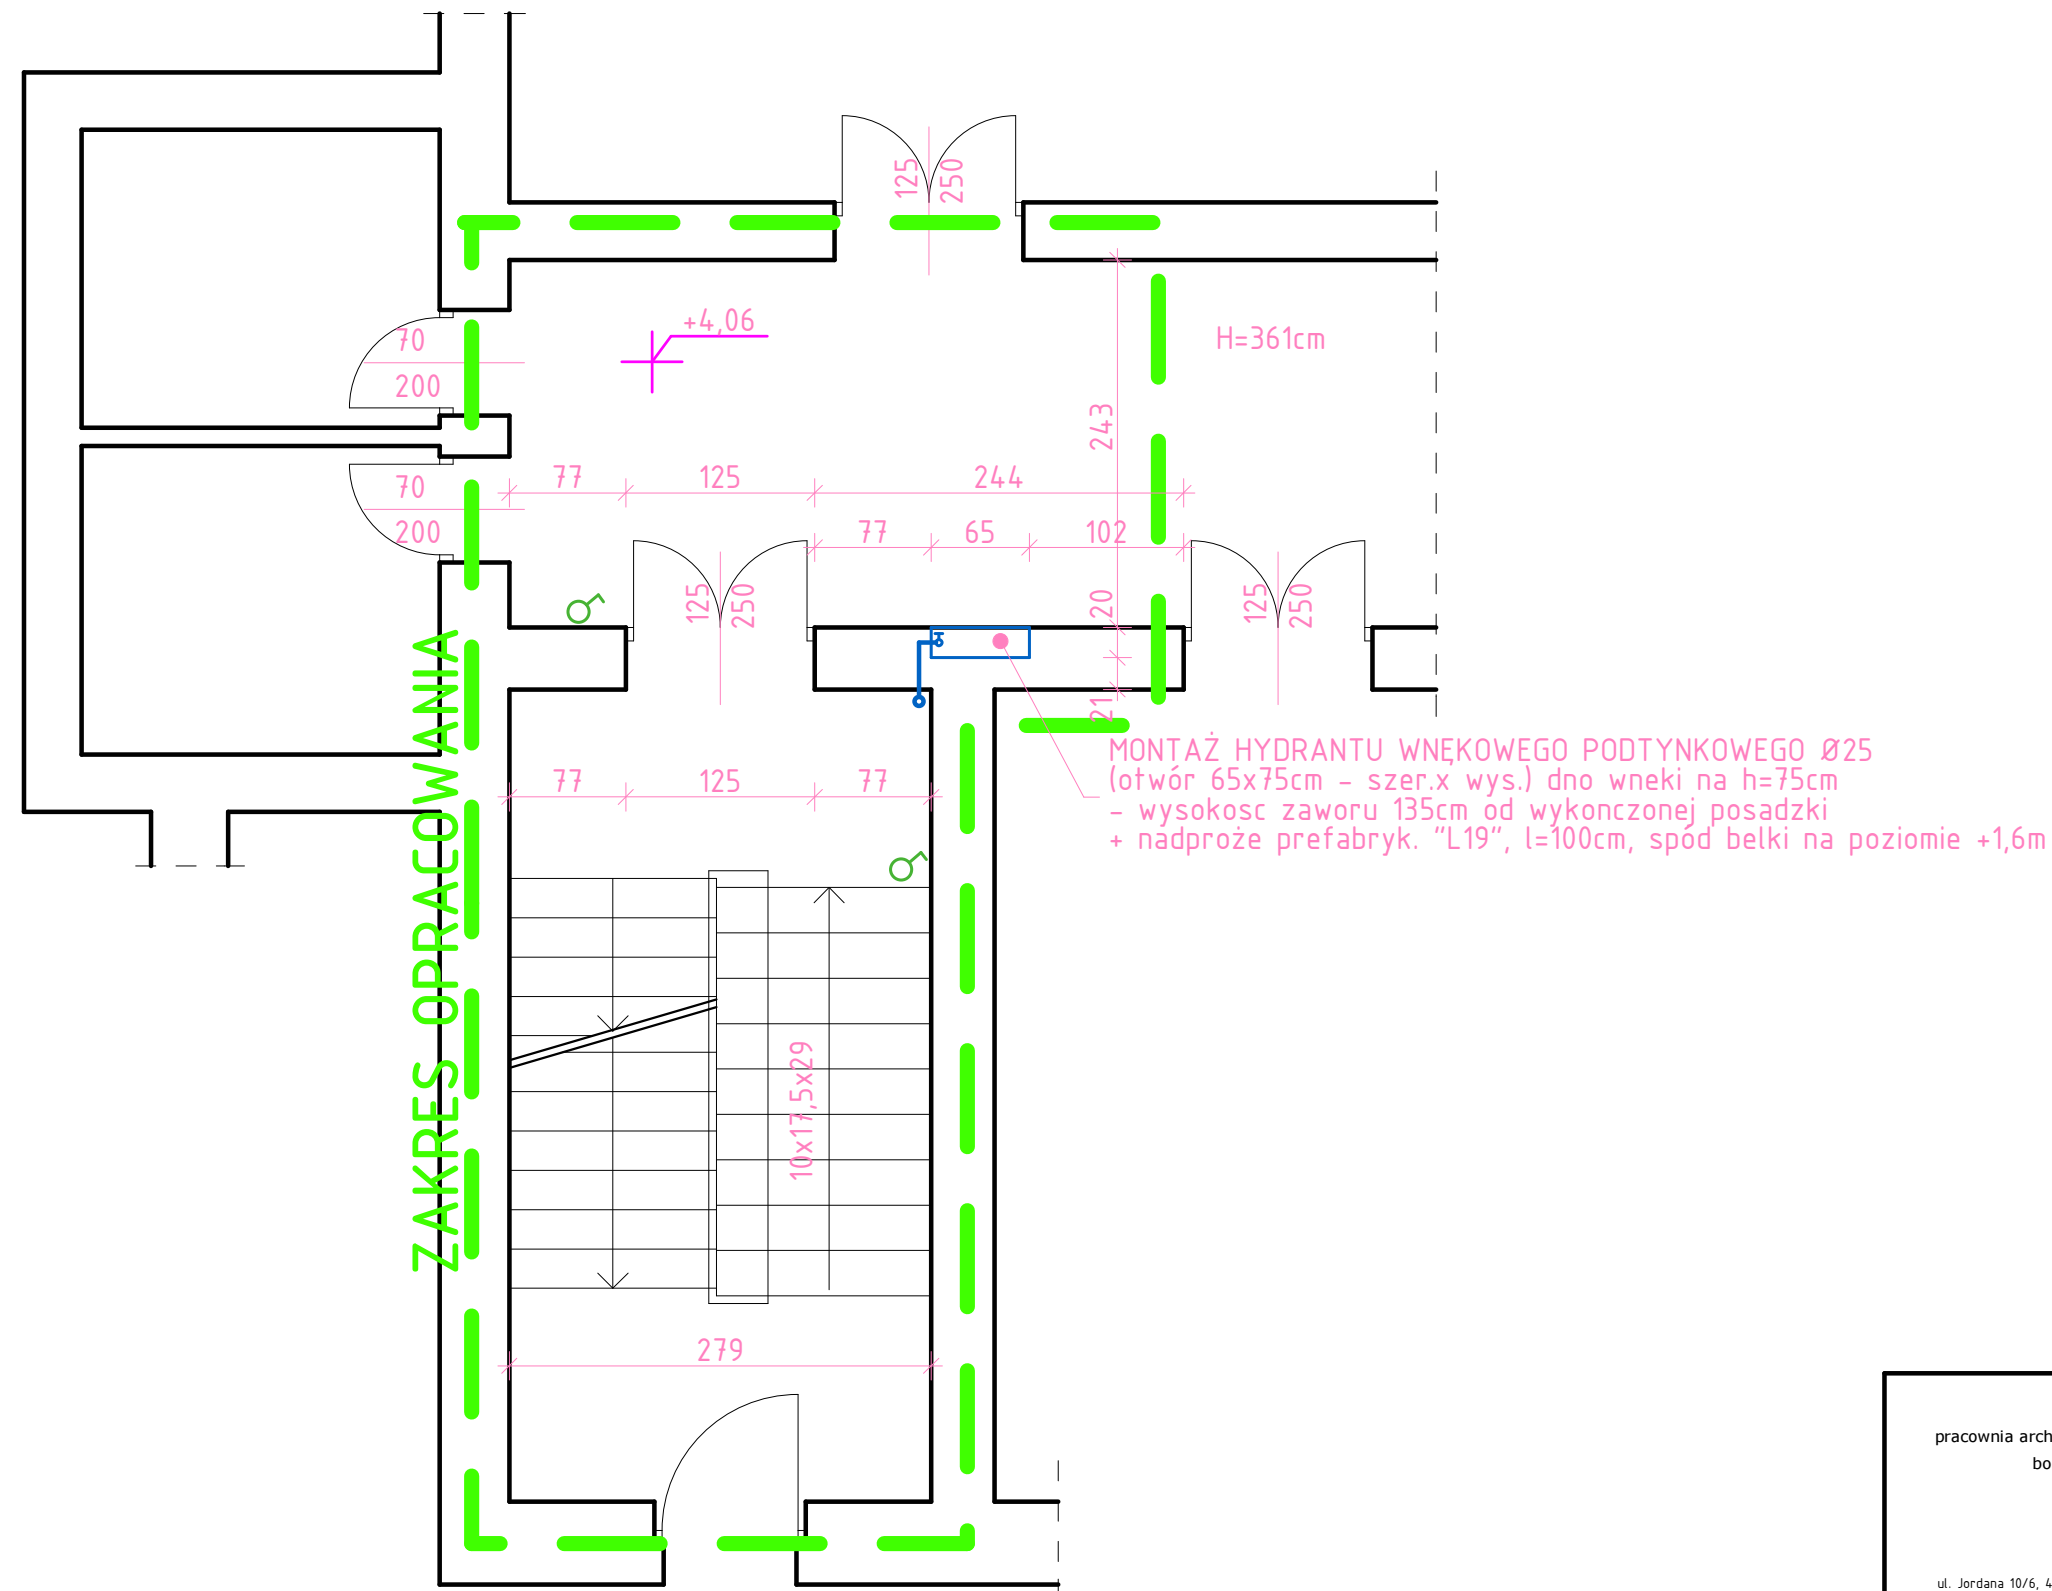 125
250
+4,06
H=361cm
70
200
243
77
125
244
70
200
77
65
102
125
250
20
125
250
21
ZAKRES OPRACOWANIA
MONTAŻ HYDRANTU WNĘKOWEGO PODTYNKOWEGO Ø25
(otwór 65x75cm - szer.x wys.) dno wneki na h=75cm
- wysokosc zaworu 135cm od wykonczonej posadzki
+ nadproże prefabryk. "L19", l=100cm, spód belki na poziomie +1,6m
77
125
77
10x17,5x29
279
pracownia arch
bo
ul. Jordana 10/6, 4